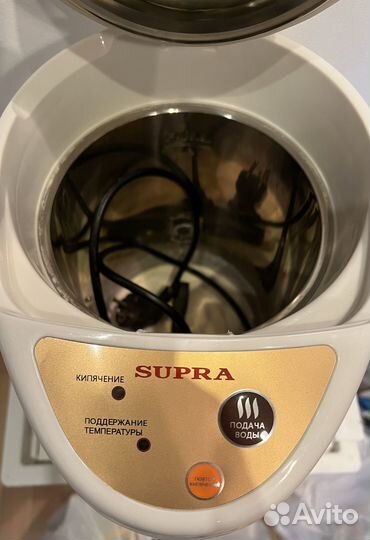 SUPRA
КИПЯЧЕНИЕ
ПОДДЕРЖАНИЕ
ТЕМПЕРАТУРЫ
ПОДАЧА
ВОДЫ
Avito